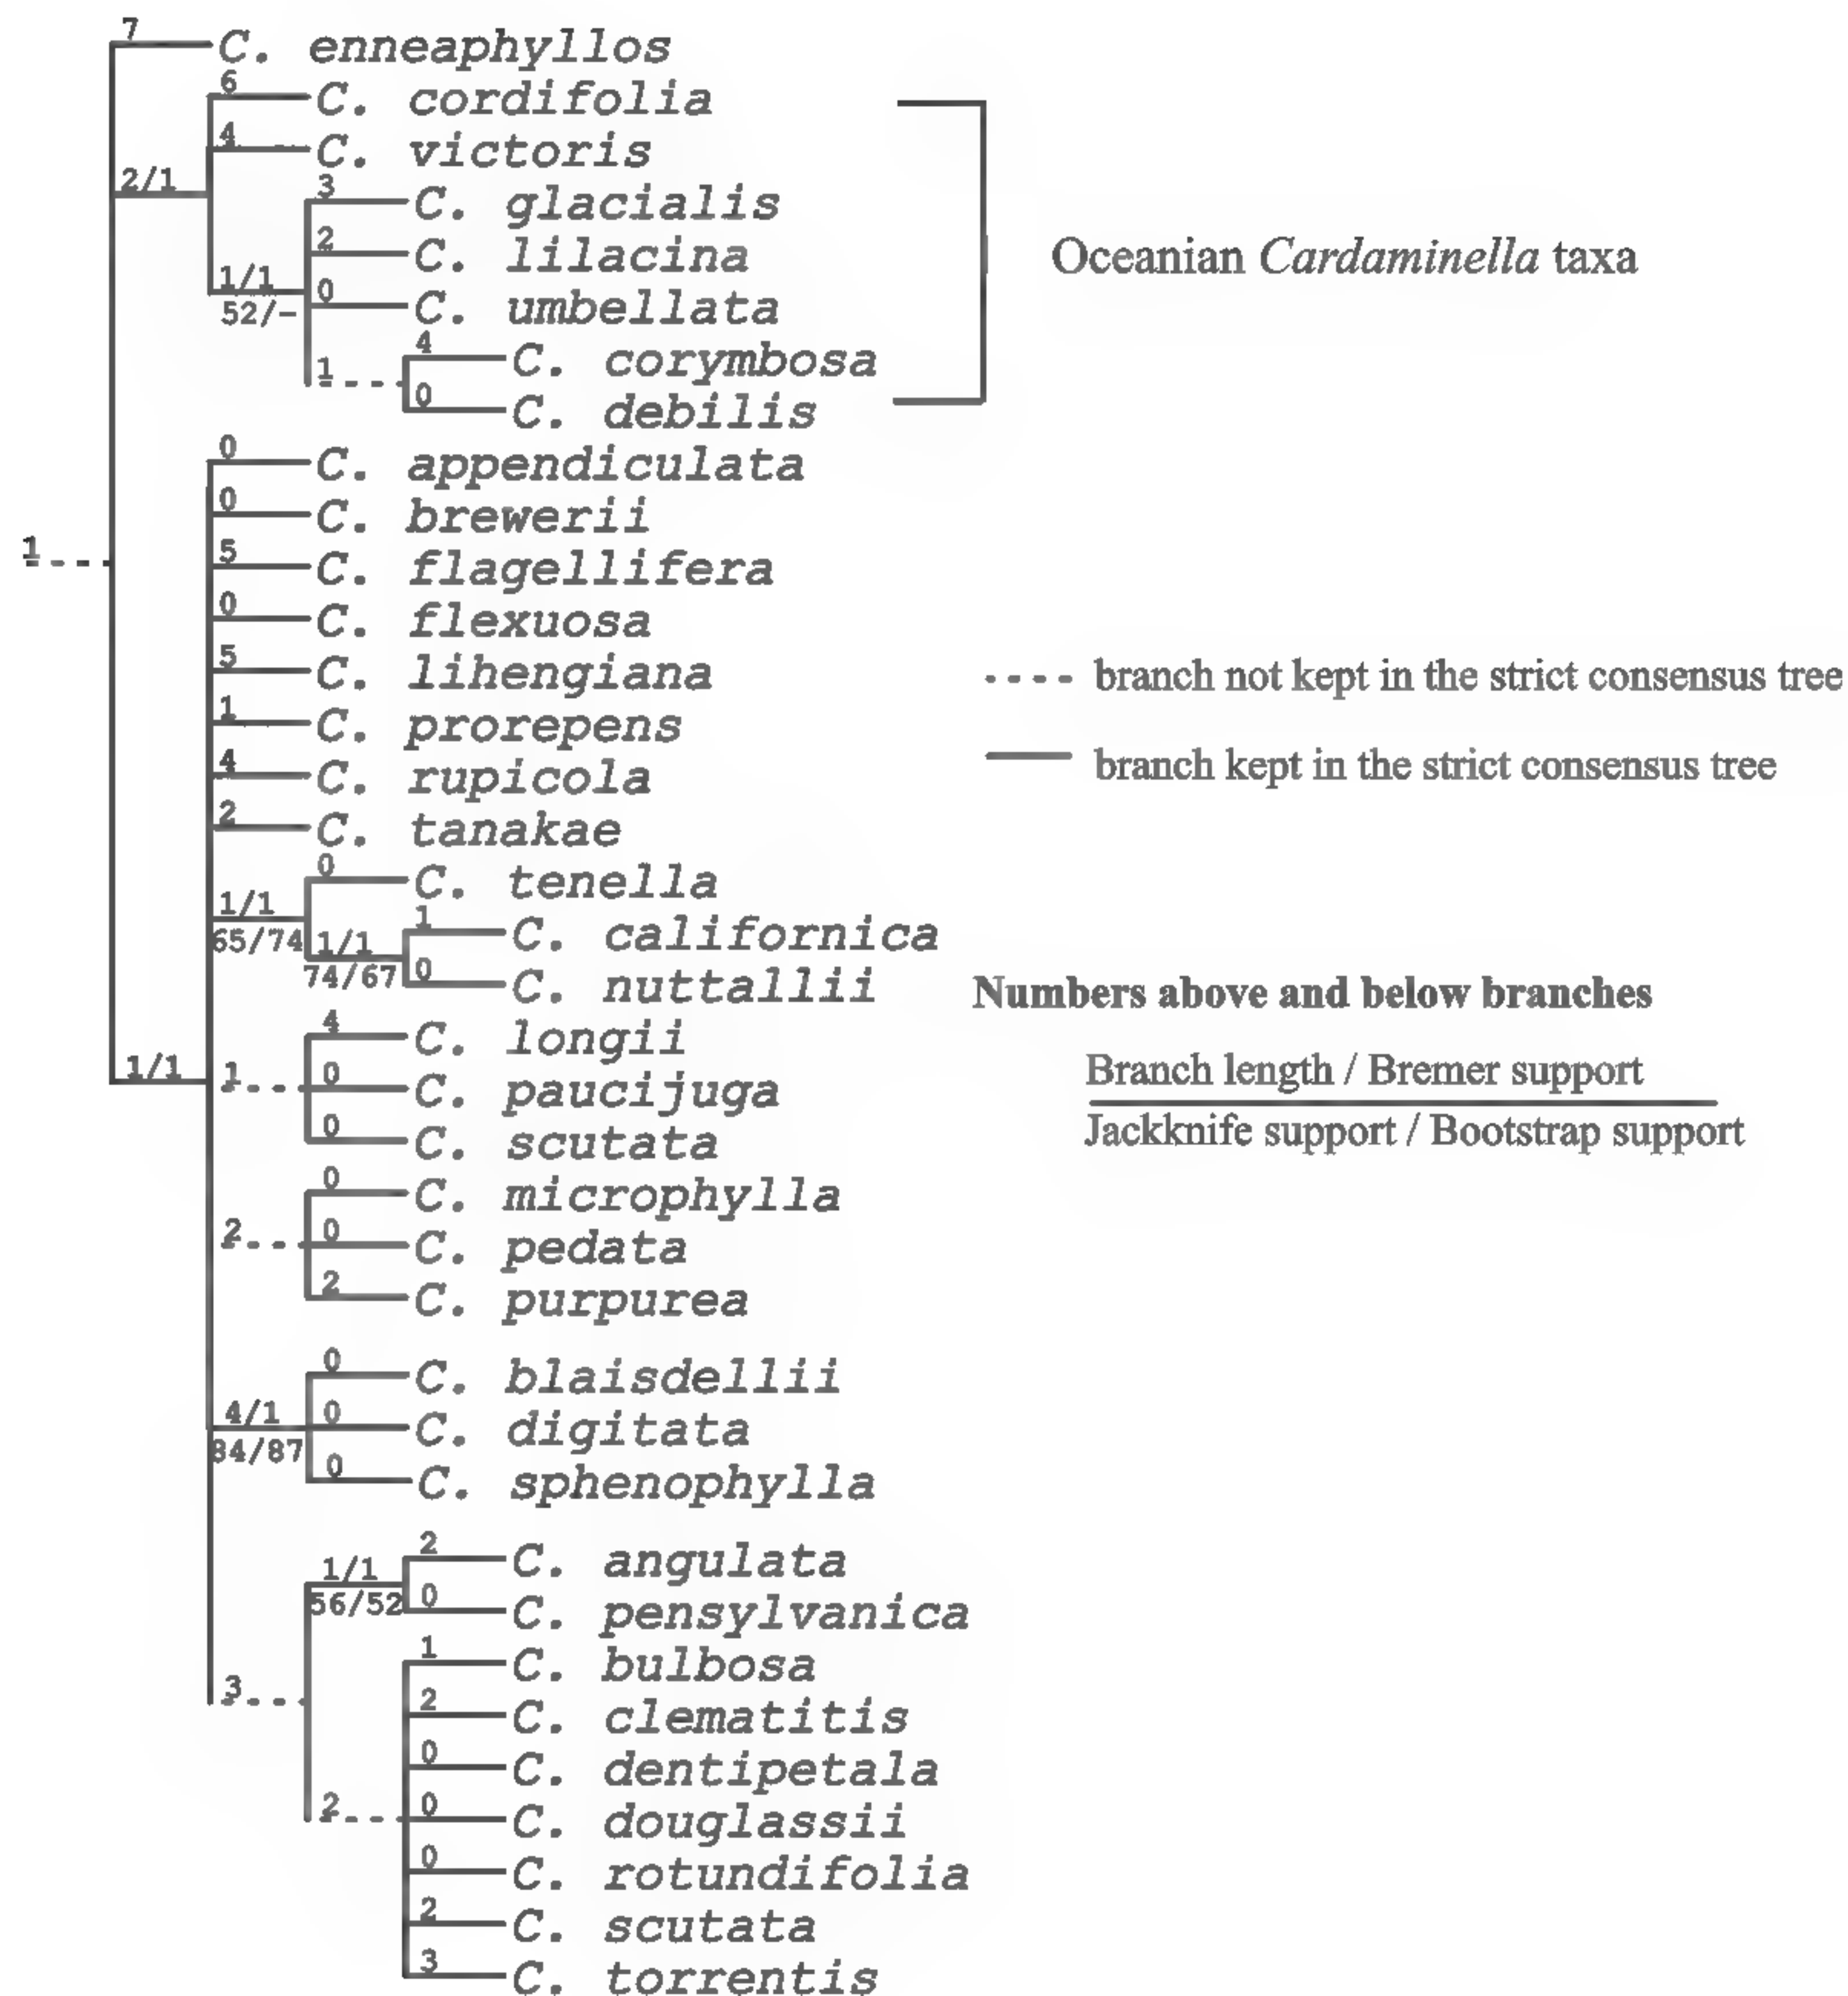 7
C. enneaphyllos
6
C. cordifolia
4
C. victoris
2/1
3
C. glacialis
2
C. lilacina
Oceanian Cardaminella taxa
1/1
0
C. umbellata
52/-
4
C. corymbosa
1
0
C. debilis
0
C. appendiculata
0
C. brewerii
1
5
C. flagellifera
0
C. flexuosa
5
C. lihengiana
branch not kept in the strict consensus tree
1
C. prorepens
4
C. rupicola
branch kept in the strict consensus tree
2
C. tanakae
0
C. tenella
1/1
1
C. californica
65/74
1/1
74/67
0
C. nuttallii
Numbers above and below branches
4
C. longii
1/1
1
0
C. paucijuga
Branch length / Bremer support
0
C. scutata
Jackknife support / Bootstrap support
0
C. microphylla
2
0
C. pedata
2
C. purpurea
0
C. blaisdellii
4/1
0
C. digitata
84/87
0
C. sphenophylla
2
C. angulata
1/1
56/52
0
C. pensylvanica
1
C. bulbosa
3
2
C. clematitis
0
C. dentipetala
2
0
C. douglassii
0
C. rotundifolia
2
C. scutata
3
C. torrentis